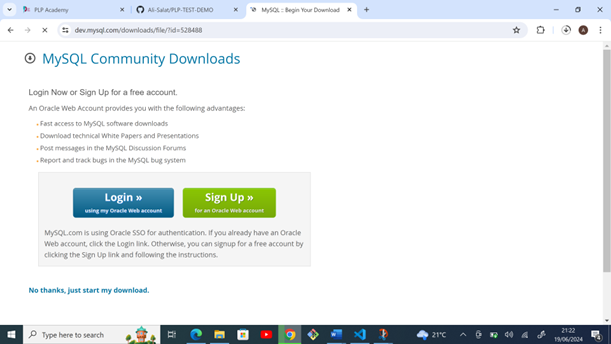 PLP Academy
Ali-Salat/PLP-TEST-DEMO
MySQL :: Begin Your Download
dev.mysql.com/downloads/file/?id=528488
MySQL Community Downloads
Login Now or Sign Up for a free account.
An Oracle Web Account provides you with the following advantages:
Fast access to MySQL software downloads
Download technical White Papers and Presentations
Post messages in the MySQL Discussion Forums
Report and track bugs in the MySQL bug system
Login »
using my Oracle Web account
Sign Up »
for an Oracle Web account
MySQL.com is using Oracle SSO for authentication. If you already have an Oracle
Web account, click the Login link. Otherwise, you can signup for a free account by
clicking the Sign Up link and following the instructions.
No thanks, just start my download.
Type here to search
21°C
21:22
19/06/2024